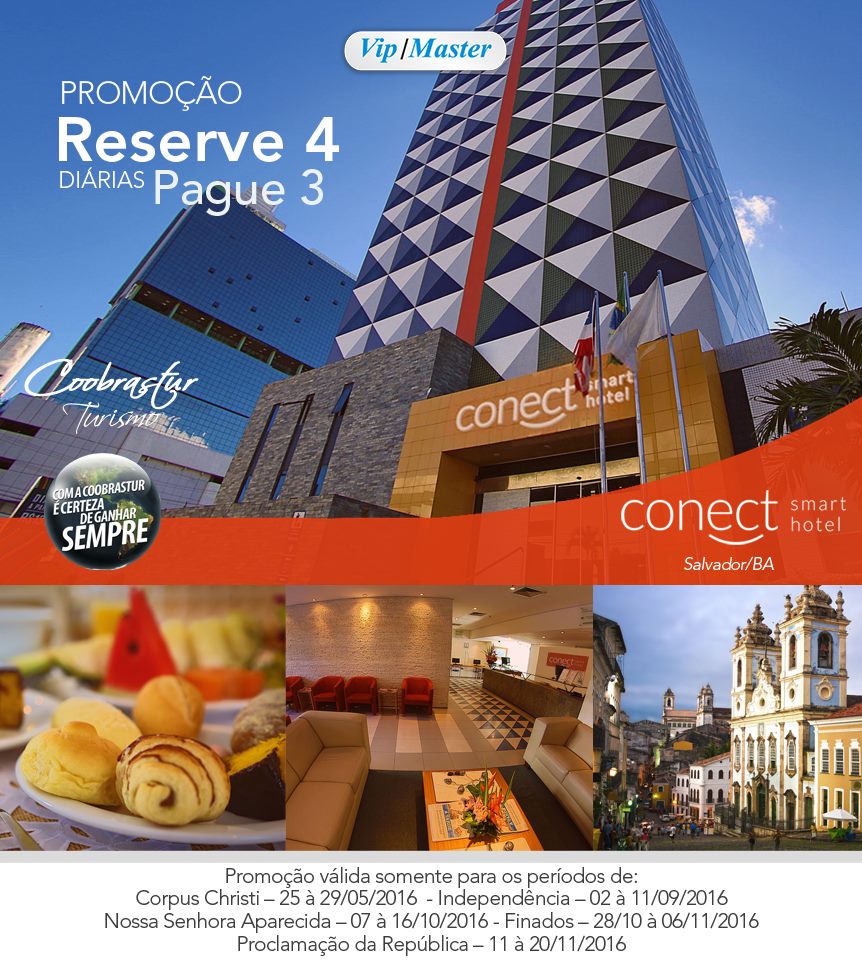 Vip/Master
PROMOÇÃO
Reserve 4
DIÁRIAS Pague 3
Coobrastur
Turismo
conect smart
hotel
COM A COOBRASTUR
É CERTEZA
DE GANHAR
SEMPRE
conect smart
hotel
Salvador/BA
conect
Promoção válida somente para os períodos de:
Corpus Christi – 25 à 29/05/2016 - Independência – 02 à 11/09/2016
Nossa Senhora Aparecida – 07 à 16/10/2016 - Finados – 28/10 à 06/11/2016
Proclamação da República – 11 à 20/11/2016